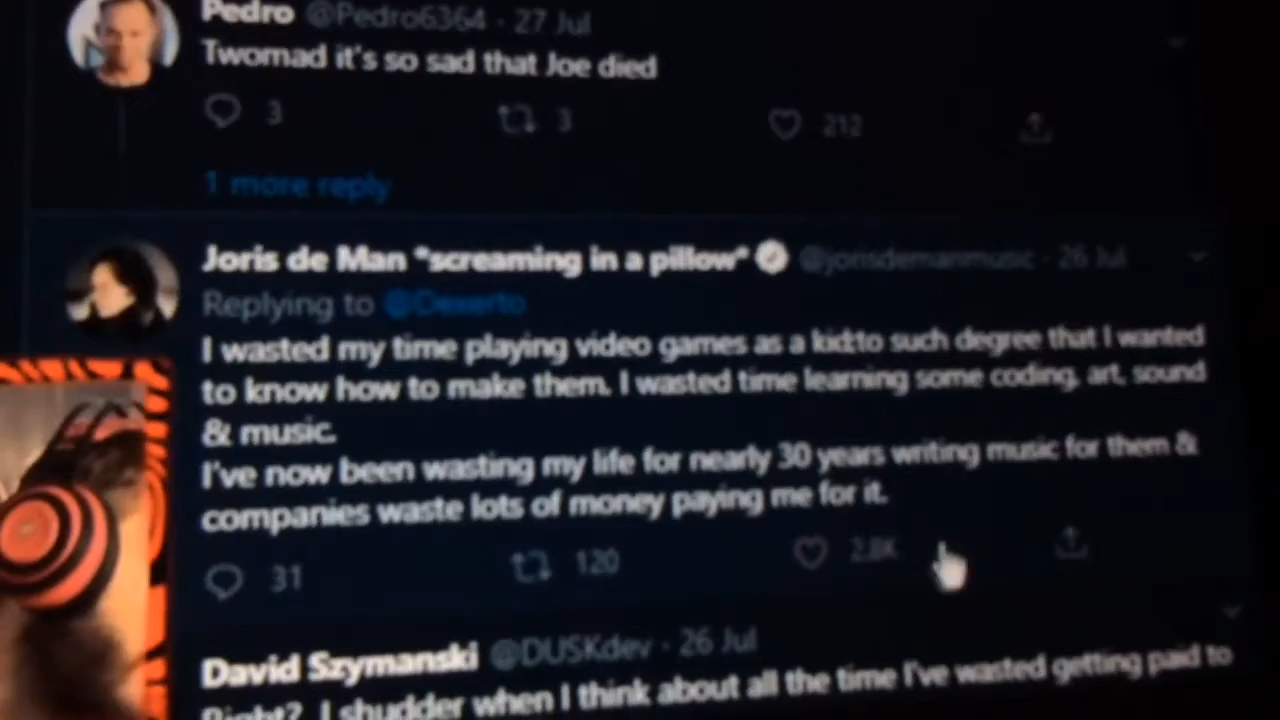 Pedro @Pedro6364 · 27 Jul
Twomad it's so sad that Joe died
3 3 212
1 more reply
Joris de Man *screaming in a pillow* @jorisdemanmusic · 26 Jul
Replying to @Dexerto
I wasted my time playing video games as a kid:to such degree that I wanted
to know how to make them. I wasted time learning some coding, art, sound
& music.
I've now been wasting my life for nearly 30 years writing music for them &
companies waste lots of money paying me for it.
31 120 2.8K
David Szymanski @DUSKdev · 26 Jul
Right? I shudder when I think about all the time I've wasted getting paid to